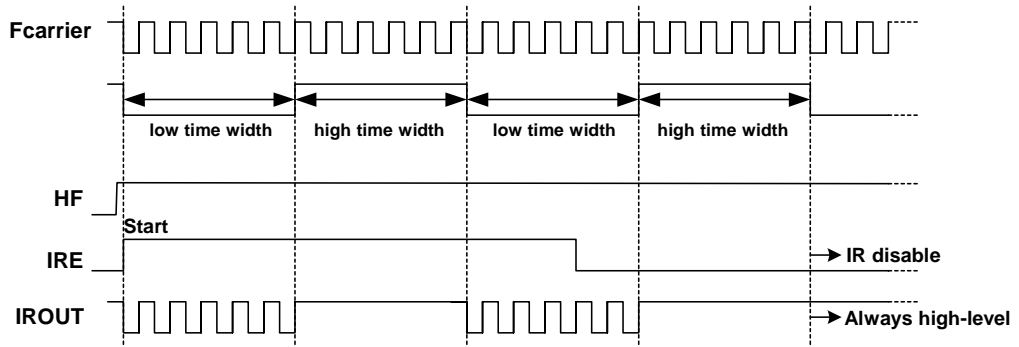 Fcarrier
low time width high time width low time width high time width
HF
Start
IRE
IR disable
IROUT
Always high-level